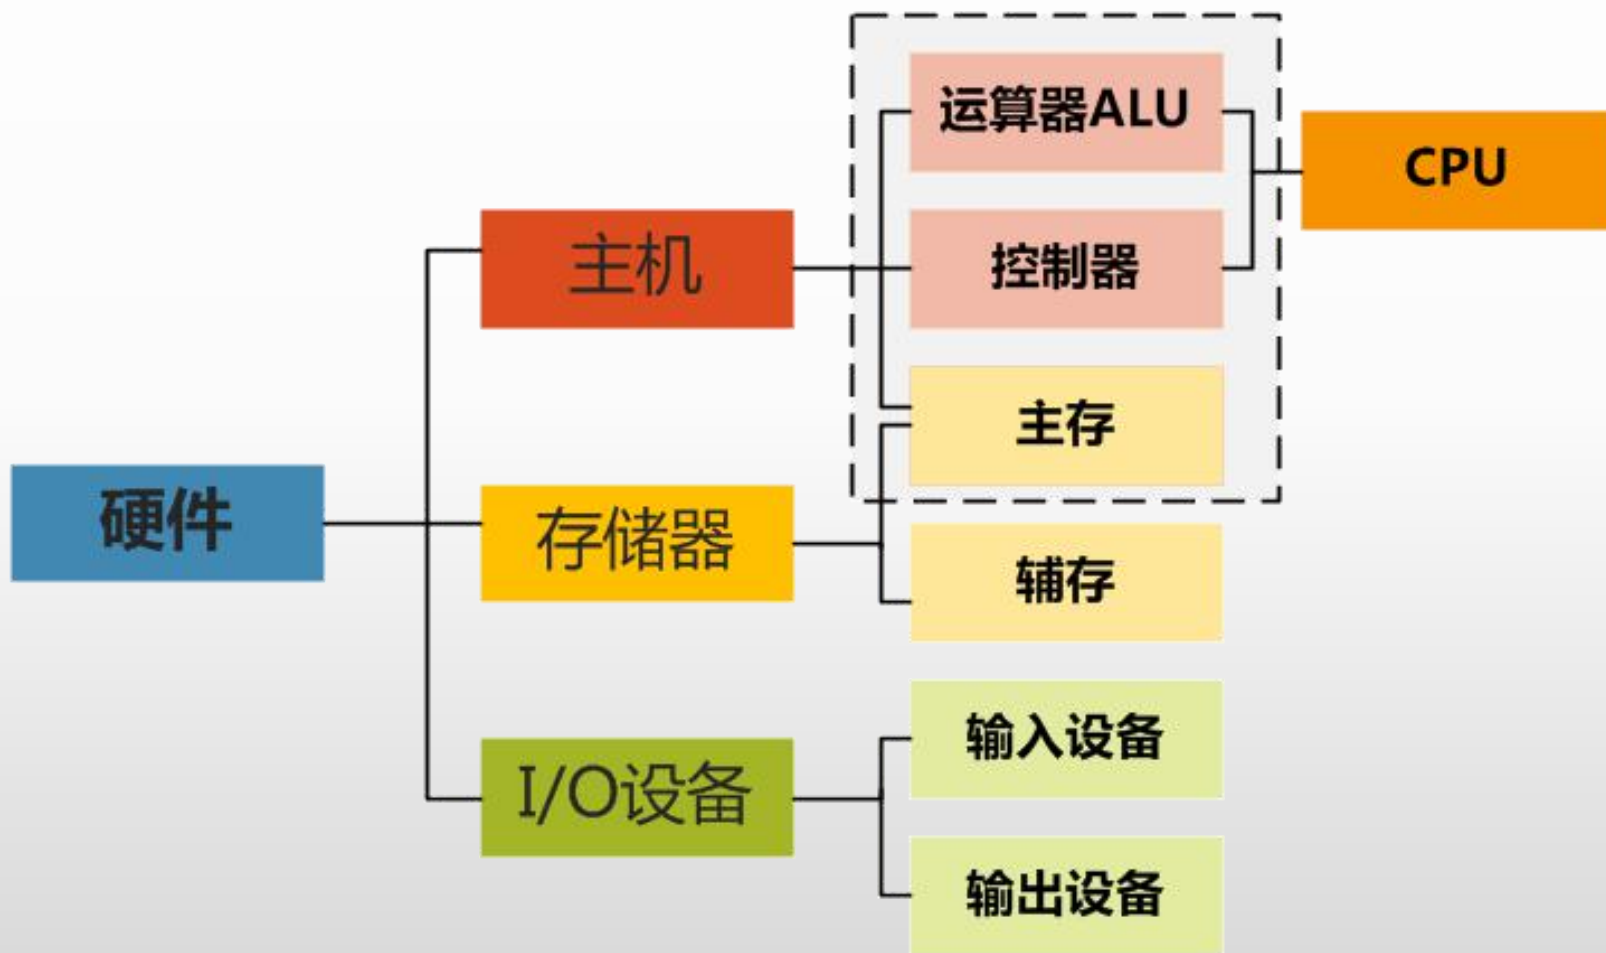 运算器ALU
CPU
主机
控制器
主存
硬件
存储器
辅存
I/O设备
输入设备
输出设备